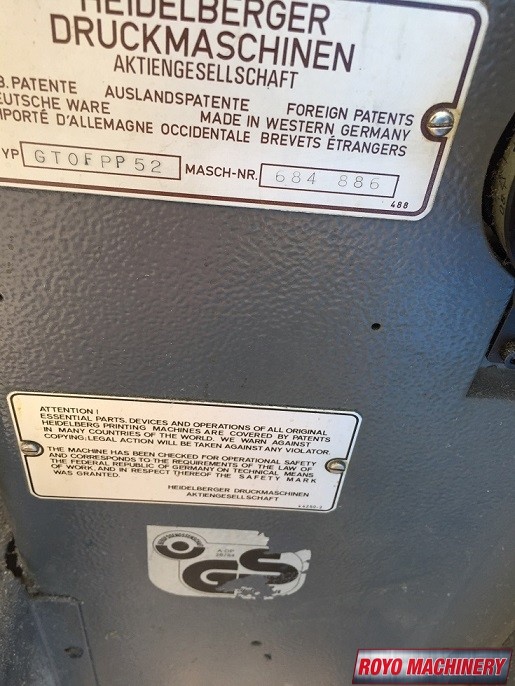 HEIDELBERGER
DRUCKMASCHINEN
AKTIENGESELLSCHAFT
B.PATENTE AUSLANDSPATENTE FOREIGN PATENTS
EUTSCHE WARE MADE IN WESTERN GERMANY
MPORTÉ D'ALLEMAGNE OCCIDENTALE BREVETS ÉTRANGERS
YP GTOFPP52 MASCH-NR. 684 886
488
ATTENTION!
ESSENTIAL PARTS, DEVICES AND OPERATIONS OF ALL ORIGINAL
HEIDELBERG PRINTING MACHINES ARE COVERED BY PATENTS
IN MANY COUNTRIES OF THE WORLD. WE WARN AGAINST
COPYING; LEGAL ACTION WILL BE TAKEN AGAINST ANY VIOLATOR.
THE MACHINE HAS BEEN CHECKED FOR OPERATIONAL SAFETY
AND CORRESPONDS TO THE REQUIREMENTS OF THE LAW OF
THE FEDERAL REPUBLIC OF GERMANY ON TECHNICAL MEANS
OF WORK, AND IN RESPECT THEREOF THE SAFETY MARK
WAS GRANTED.
HEIDELBERGER DRUCKMASCHINEN
AKTIENGESELLSCHAFT
GS
ROYO MACHINERY